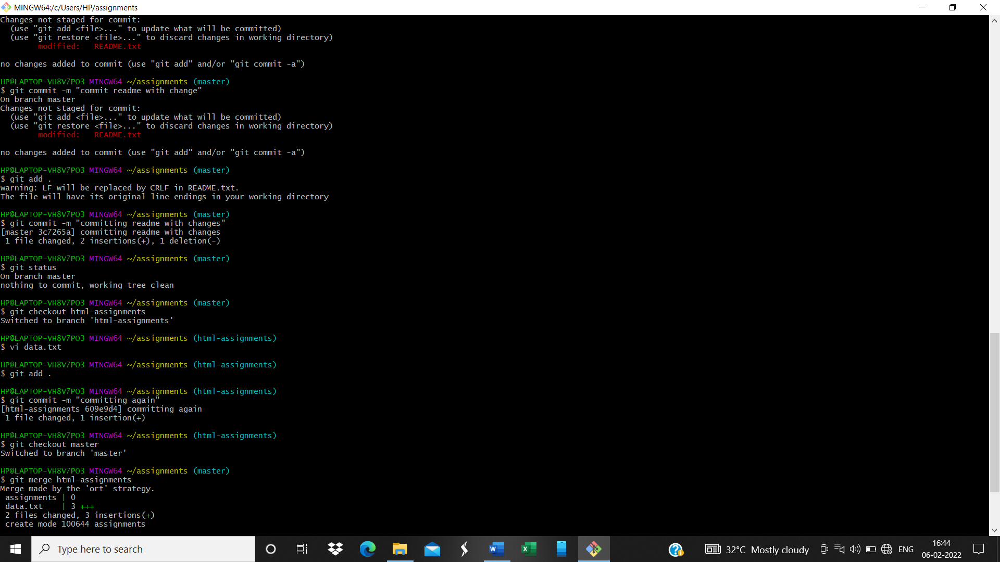 MINGW64:/c/Users/HP/assignments
Changes not staged for commit:
  (use "git add <file>..." to update what will be committed)
  (use "git restore <file>..." to discard changes in working directory)
        modified:   README.txt

no changes added to commit (use "git add" and/or "git commit -a")

HP@LAPTOP-VH8V7PO3 MINGW64 ~/assignments (master)
$ git commit -m "commit readme with change"
On branch master
Changes not staged for commit:
  (use "git add <file>..." to update what will be committed)
  (use "git restore <file>..." to discard changes in working directory)
        modified:   README.txt

no changes added to commit (use "git add" and/or "git commit -a")

HP@LAPTOP-VH8V7PO3 MINGW64 ~/assignments (master)
$ git add .
warning: LF will be replaced by CRLF in README.txt.
The file will have its original line endings in your working directory

HP@LAPTOP-VH8V7PO3 MINGW64 ~/assignments (master)
$ git commit -m "committing readme with changes"
[master 3c7265a] committing readme with changes
 1 file changed, 2 insertions(+), 1 deletion(-)

HP@LAPTOP-VH8V7PO3 MINGW64 ~/assignments (master)
$ git status
On branch master
nothing to commit, working tree clean

HP@LAPTOP-VH8V7PO3 MINGW64 ~/assignments (master)
$ git checkout html-assignments
Switched to branch 'html-assignments'

HP@LAPTOP-VH8V7PO3 MINGW64 ~/assignments (html-assignments)
$ vi data.txt

HP@LAPTOP-VH8V7PO3 MINGW64 ~/assignments (html-assignments)
$ git add .

HP@LAPTOP-VH8V7PO3 MINGW64 ~/assignments (html-assignments)
$ git commit -m "committing again"
[html-assignments 609e9d4] committing again
 1 file changed, 1 insertion(+)

HP@LAPTOP-VH8V7PO3 MINGW64 ~/assignments (html-assignments)
$ git checkout master
Switched to branch 'master'

HP@LAPTOP-VH8V7PO3 MINGW64 ~/assignments (master)
$ git merge html-assignments
Merge made by the 'ort' strategy.
 assignments | 0
 data.txt    | 3 +++
 2 files changed, 3 insertions(+)
 create mode 100644 assignments
Type here to search
32°C Mostly cloudy
ENG
16:44
06-02-2022